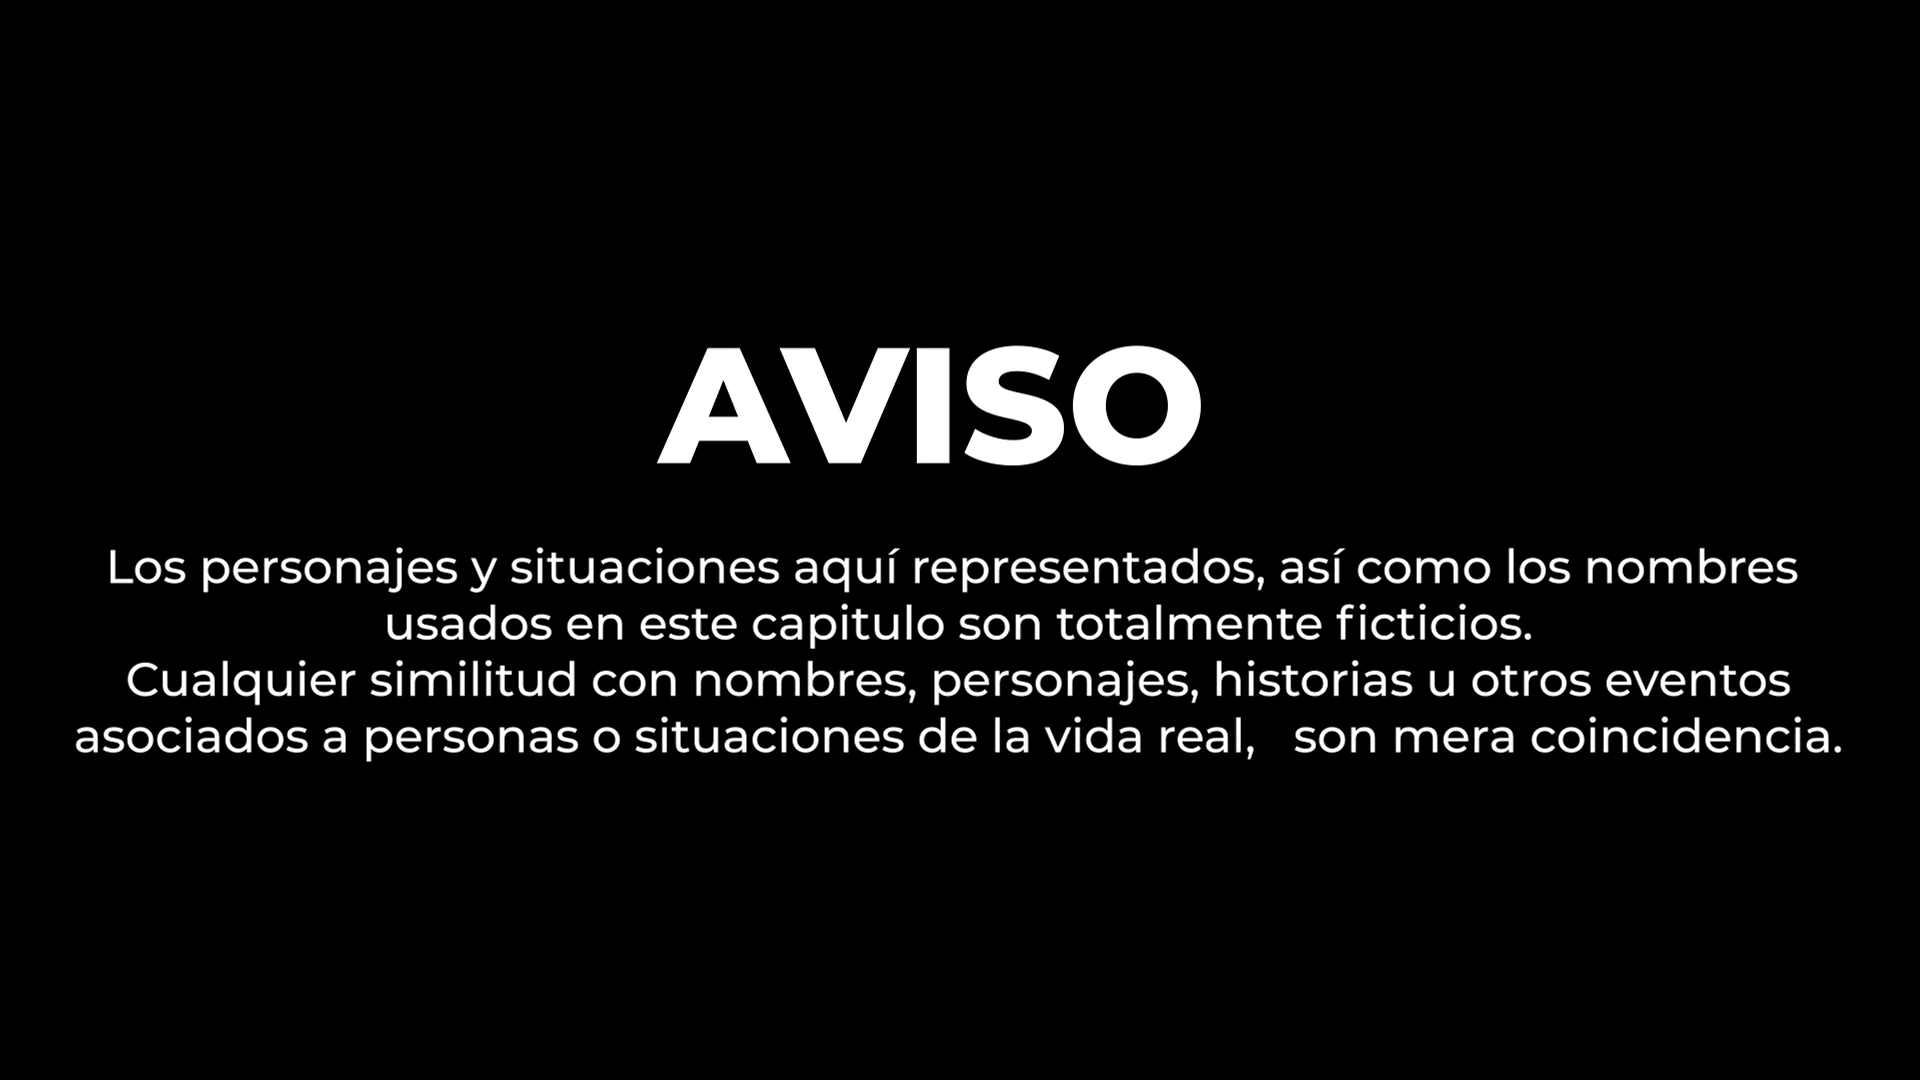 AVISO
Los personajes y situaciones aquí representados, así como los nombres
usados en este capitulo son totalmente ficticios.
Cualquier similitud con nombres, personajes, historias u otros eventos
asociados a personas o situaciones de la vida real, son mera coincidencia.